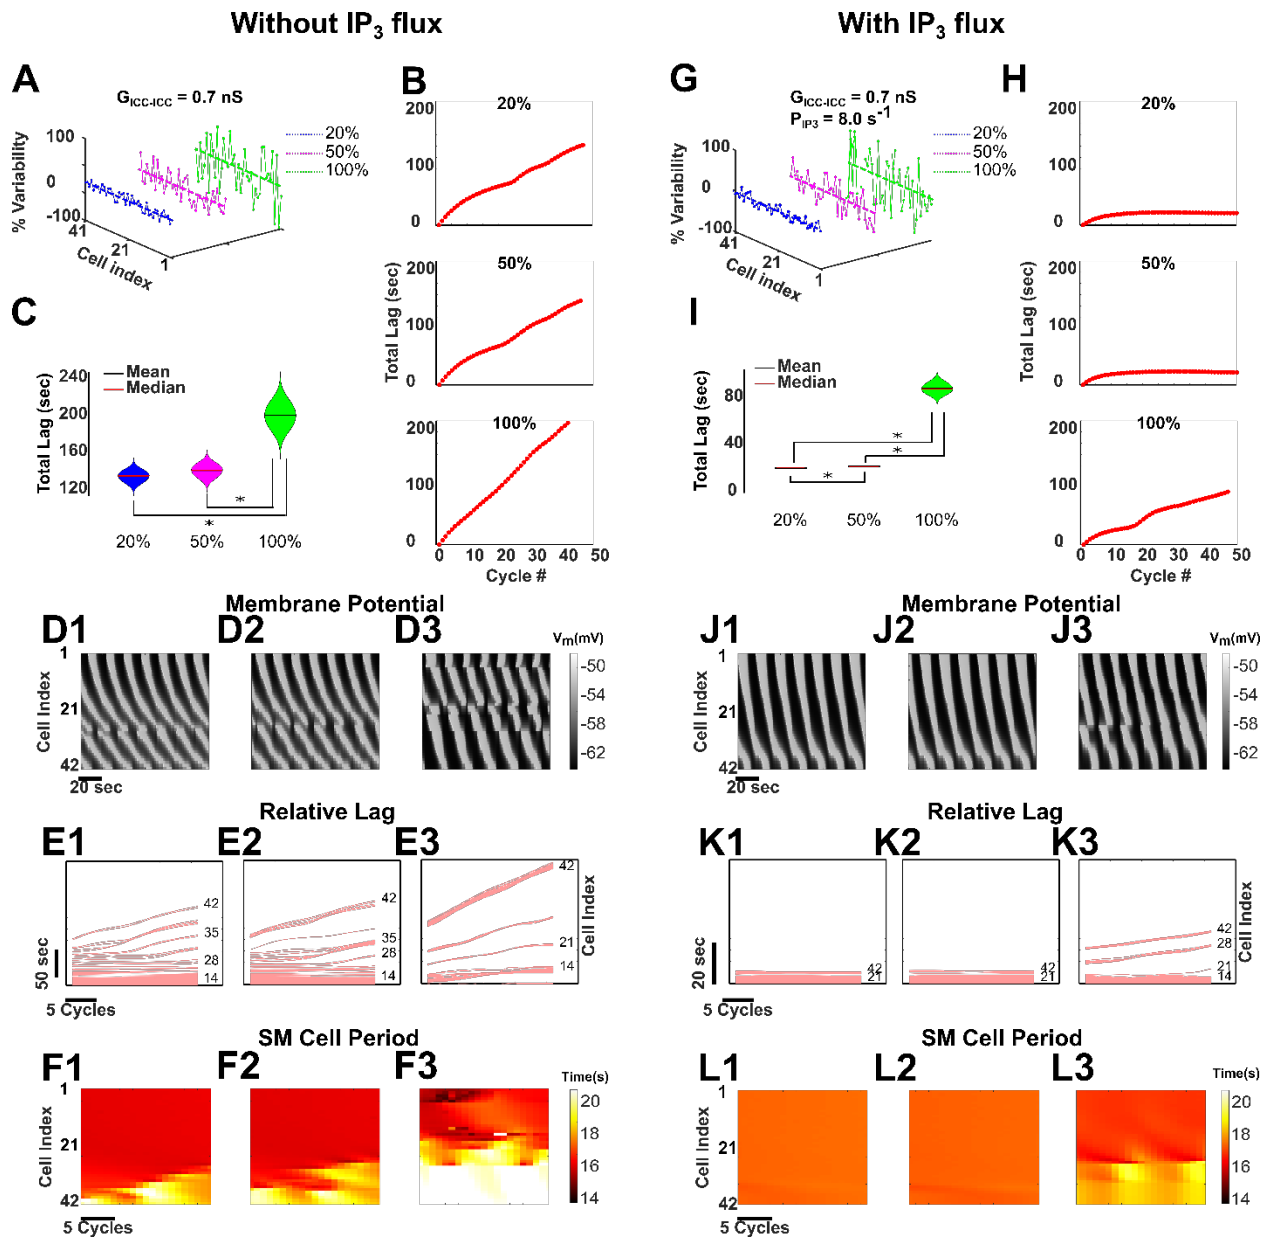 Without IP3 flux
With IP3 flux
A
G_ICC-ICC = 0.7 nS
% Variability
100
0
-100
41
21
1
Cell index
20%
50%
100%
B
20%
200
100
0
50%
200
100
0
Total Lag (sec)
100%
200
100
0
0 10 20 30 40 50
Cycle #
C
Mean
Median
Total Lag (sec)
240
200
160
120
*
*
20% 50% 100%
G
G_ICC-ICC = 0.7 nS
P_IP3 = 8.0 s-1
% Variability
100
0
-100
41
21
1
Cell index
20%
50%
100%
H
20%
200
100
0
50%
200
100
0
Total Lag (sec)
100%
200
100
0
0 10 20 30 40 50
Cycle #
I
Mean
Median
Total Lag (sec)
80
40
0
*
*
*
20% 50% 100%
Membrane Potential
D1 D2 D3
Vm(mV)
-50
-54
-58
-62
Cell Index
1
21
42
20 sec
Membrane Potential
J1 J2 J3
Vm(mV)
-50
-54
-58
-62
Cell Index
1
21
42
20 sec
Relative Lag
E1 E2 E3
42
35
28
14
42
35
28
14
42
21
14
Cell Index
50 sec
5 Cycles
Relative Lag
K1 K2 K3
42
21
42
21
42
28
21
14
Cell Index
20 sec
5 Cycles
SM Cell Period
F1 F2 F3
Time(s)
20
18
16
14
Cell Index
1
21
42
5 Cycles
SM Cell Period
L1 L2 L3
Time(s)
20
18
16
14
Cell Index
1
21
42
5 Cycles